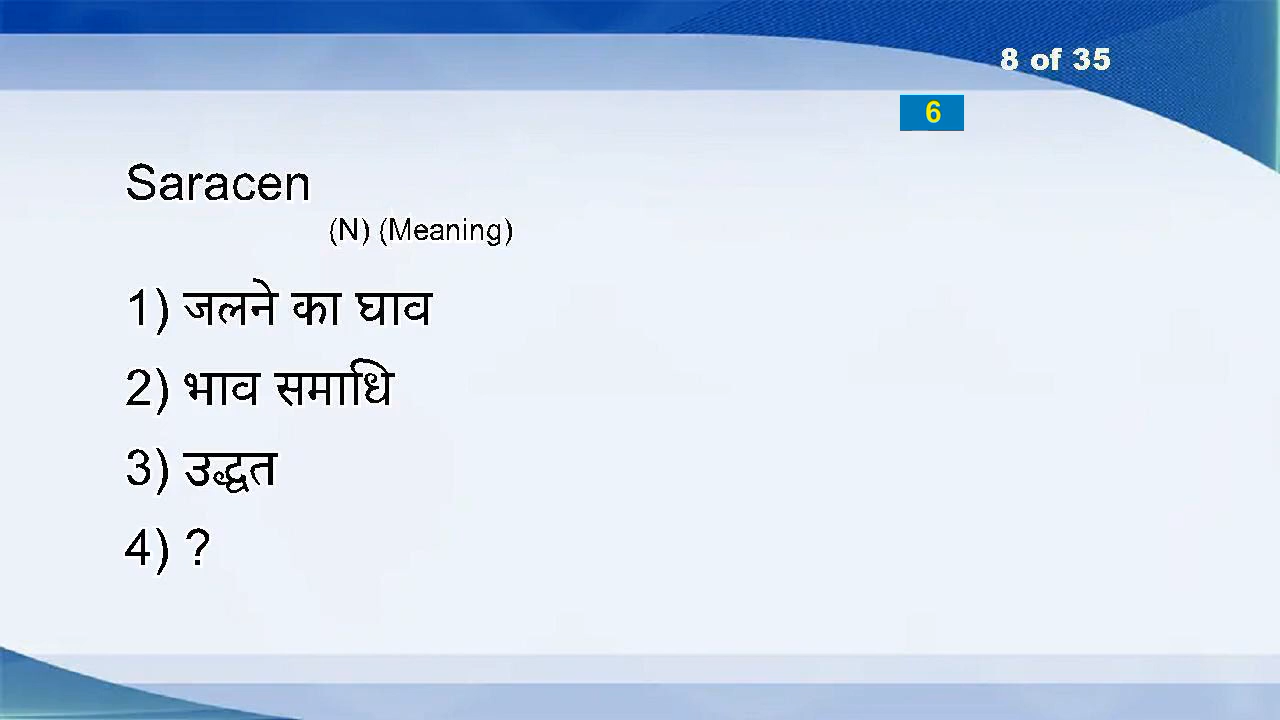 8 of 35
6
Saracen
(N) (Meaning)
1) जलने का घाव
2) भाव समाधि
3) उद्धत
4) ?